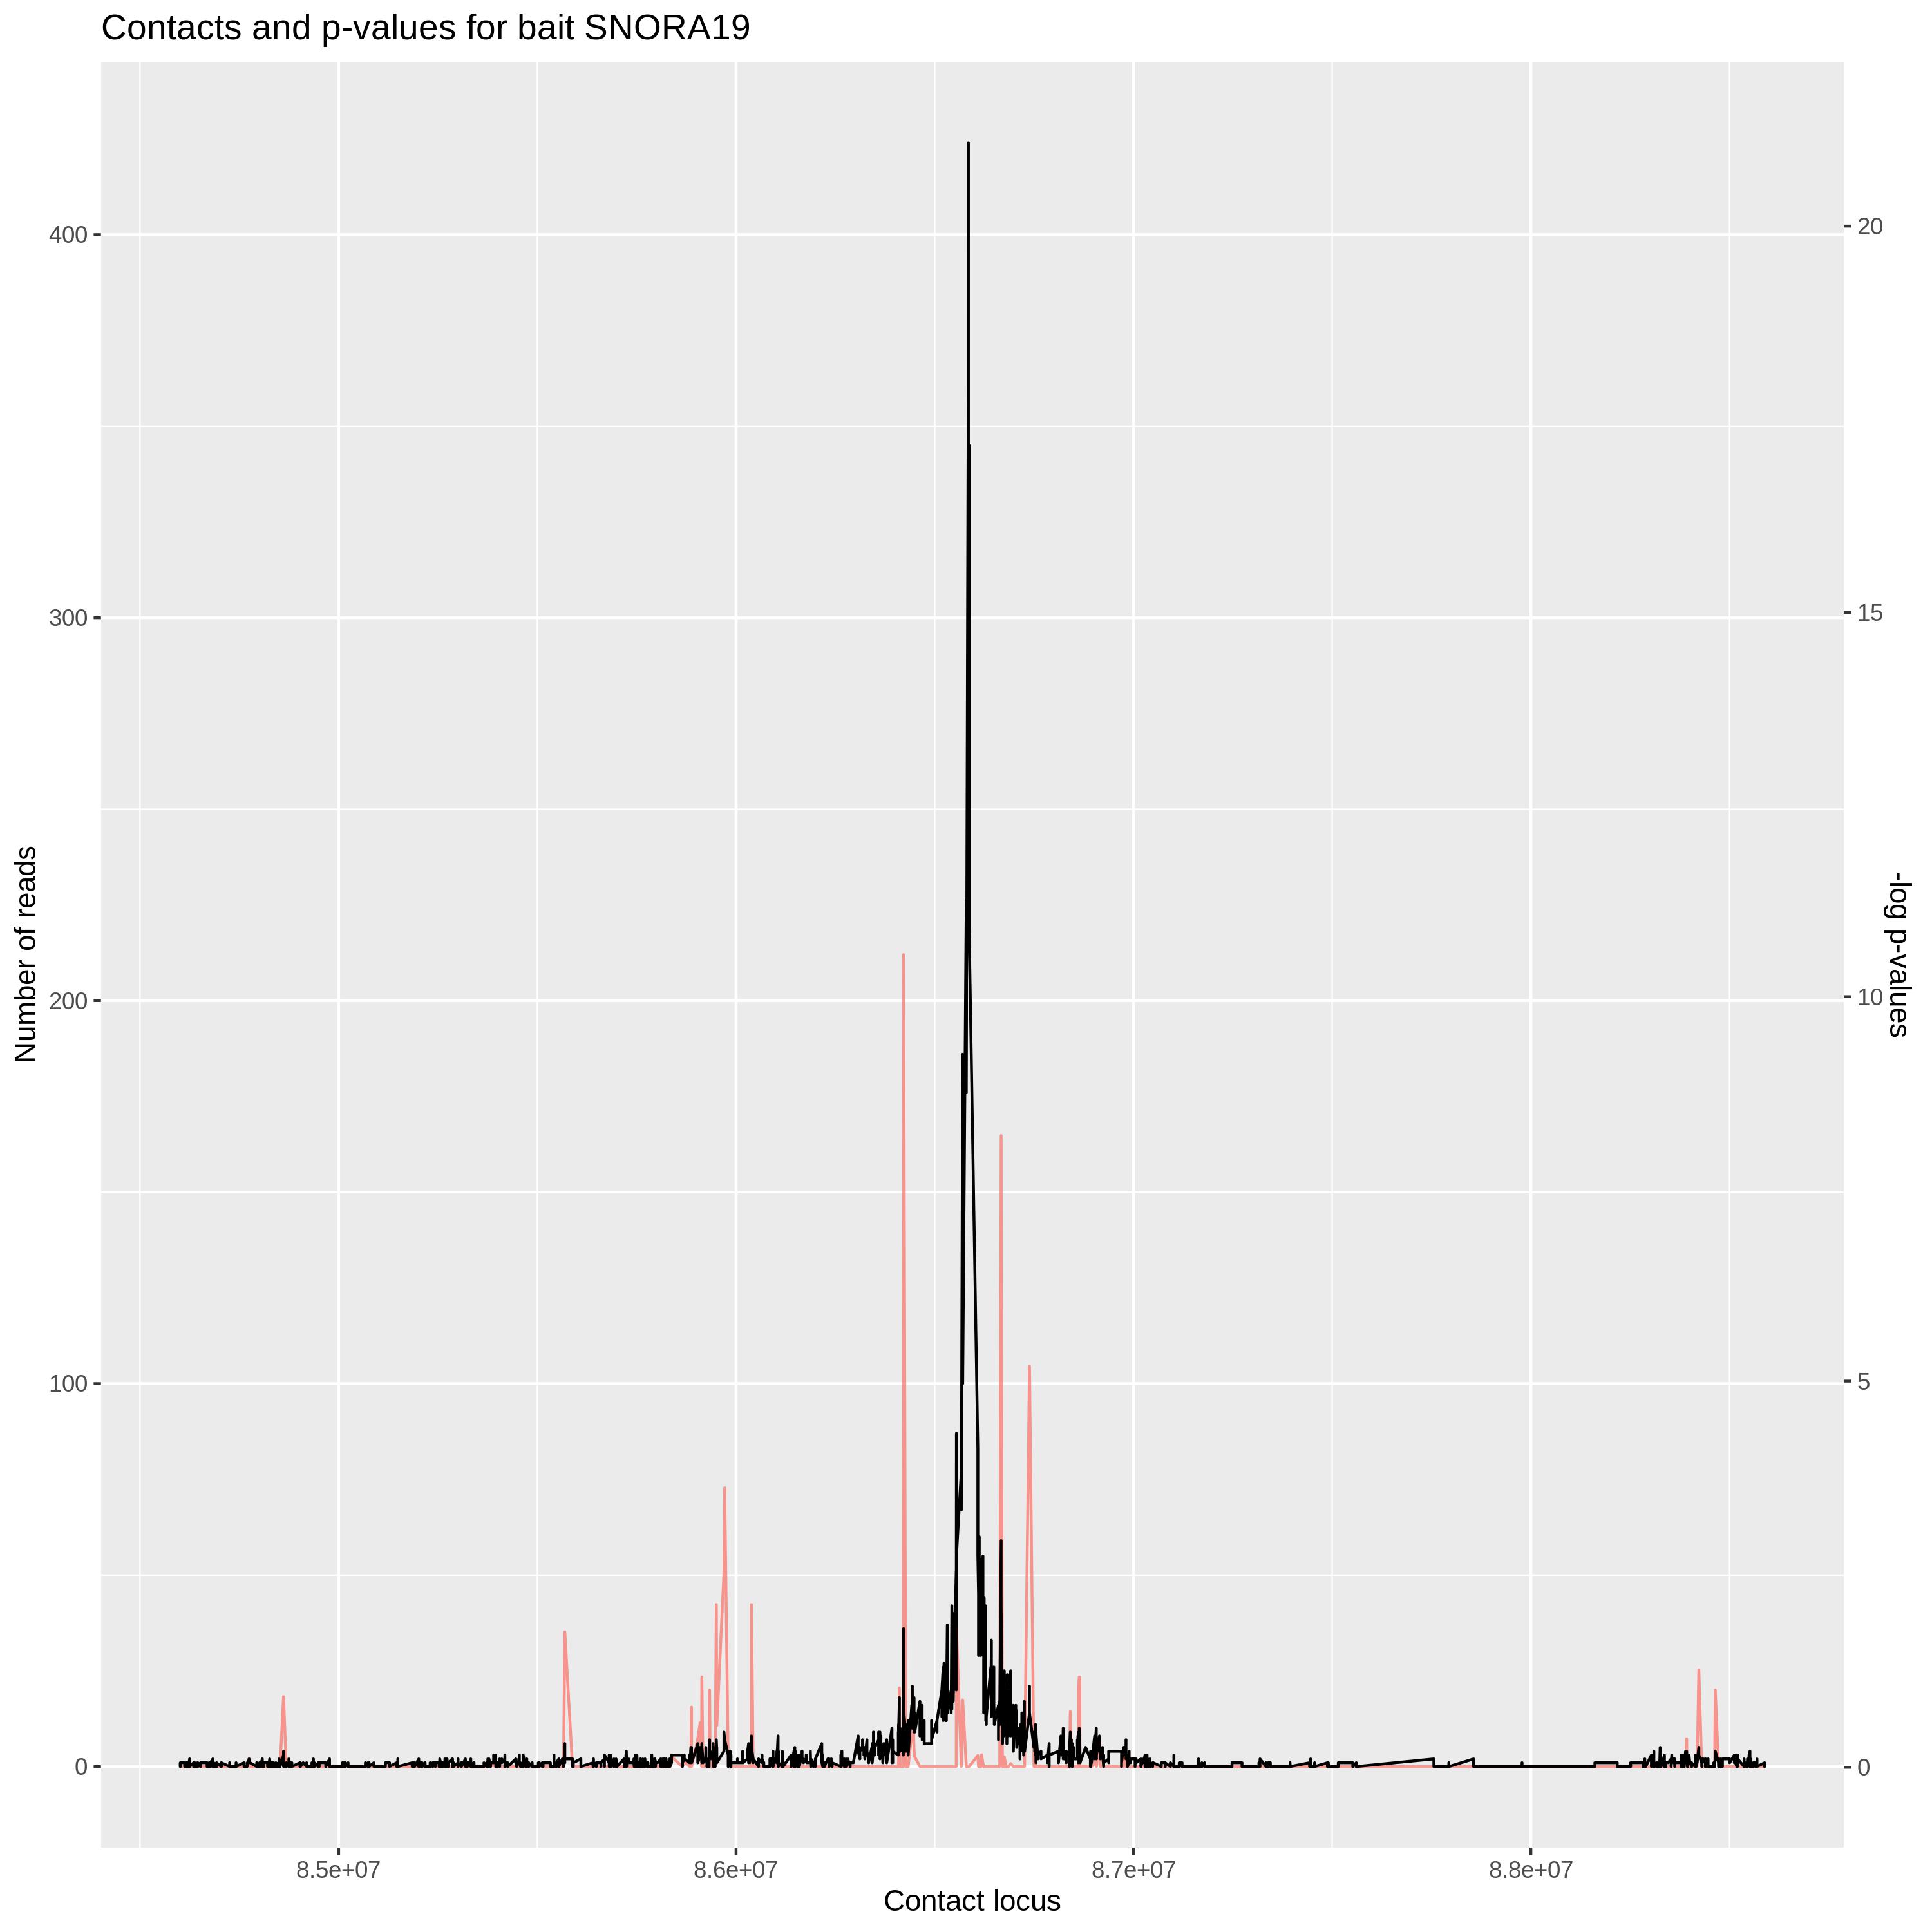 Contacts and p-values for bait SNORA19
Number of reads
400
300
200
100
0
20
15
10
5
0
-log p-values
8.5e+07 8.6e+07 8.7e+07 8.8e+07
Contact locus